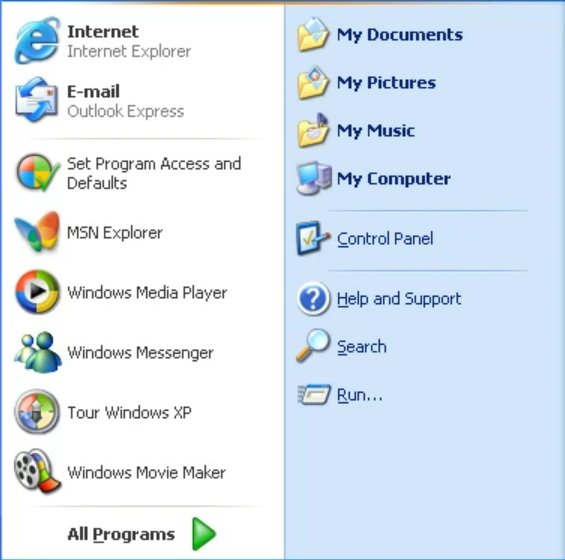 Internet
Internet Explorer
E-mail
Outlook Express
Set Program Access and
Defaults
MSN Explorer
Windows Media Player
Windows Messenger
Tour Windows XP
Windows Movie Maker
All Programs
My Documents
My Pictures
My Music
My Computer
Control Panel
Help and Support
Search
Run...